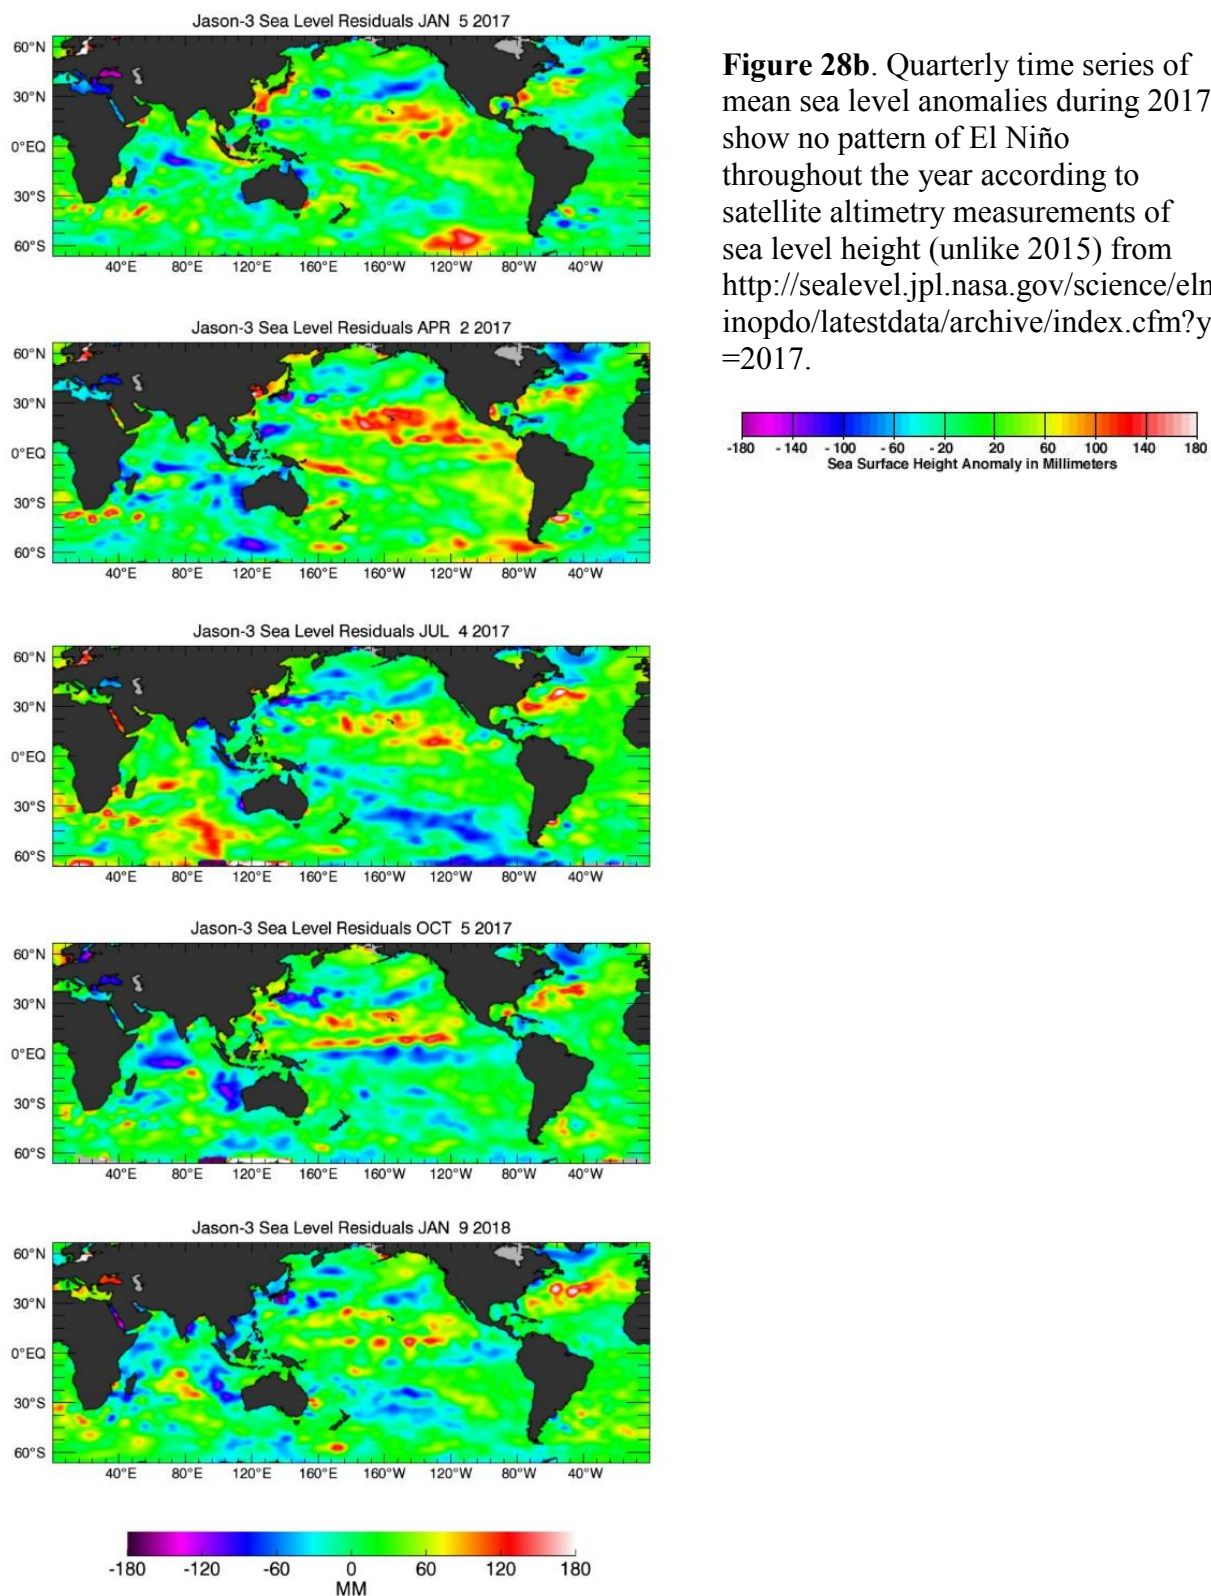 Jason-3 Sea Level Residuals JAN 5 2017
60°N
30°N
0°EQ
30°S
60°S
40°E 80°E 120°E 160°E 160°W 120°W 80°W 40°W
Figure 28b. Quarterly time series of
mean sea level anomalies during 2017
show no pattern of El Niño
throughout the year according to
satellite altimetry measurements of
sea level height (unlike 2015) from
http://sealevel.jpl.nasa.gov/science/eln
inopdo/latestdata/archive/index.cfm?y
=2017.
-180 -140 -100 -60 -20 20 60 100 140 180
Sea Surface Height Anomaly in Millimeters
Jason-3 Sea Level Residuals APR 2 2017
60°N
30°N
0°EQ
30°S
60°S
40°E 80°E 120°E 160°E 160°W 120°W 80°W 40°W
Jason-3 Sea Level Residuals JUL 4 2017
60°N
30°N
0°EQ
30°S
60°S
40°E 80°E 120°E 160°E 160°W 120°W 80°W 40°W
Jason-3 Sea Level Residuals OCT 5 2017
60°N
30°N
0°EQ
30°S
60°S
40°E 80°E 120°E 160°E 160°W 120°W 80°W 40°W
Jason-3 Sea Level Residuals JAN 9 2018
60°N
30°N
0°EQ
30°S
60°S
40°E 80°E 120°E 160°E 160°W 120°W 80°W 40°W
-180 -120 -60 0 60 120 180
MM